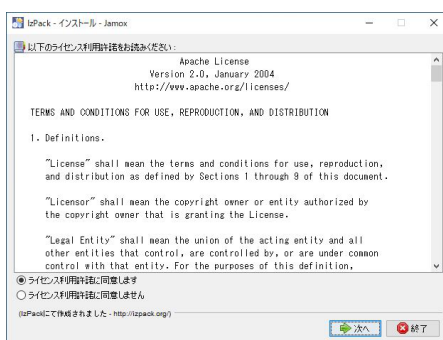 IzPack - インストール - Jamox
以下のライセンス利用許諾をお読みください :
Apache License
Version 2.0, January 2004
http://www.apache.org/licenses/
TERMS AND CONDITIONS FOR USE, REPRODUCTION, AND DISTRIBUTION
1. Definitions.
"License" shall mean the terms and conditions for use, reproduction,
and distribution as defined by Sections 1 through 9 of this document.
"Licensor" shall mean the copyright owner or entity authorized by
the copyright owner that is granting the License.
"Legal Entity" shall mean the union of the acting entity and all
other entities that control, are controlled by, or are under common
control with that entity. For the purposes of this definition,
ライセンス利用許諾に同意します
ライセンス利用許諾に同意しません
(IzPackにて作成されました - http://izpack.org/)
次へ
終了